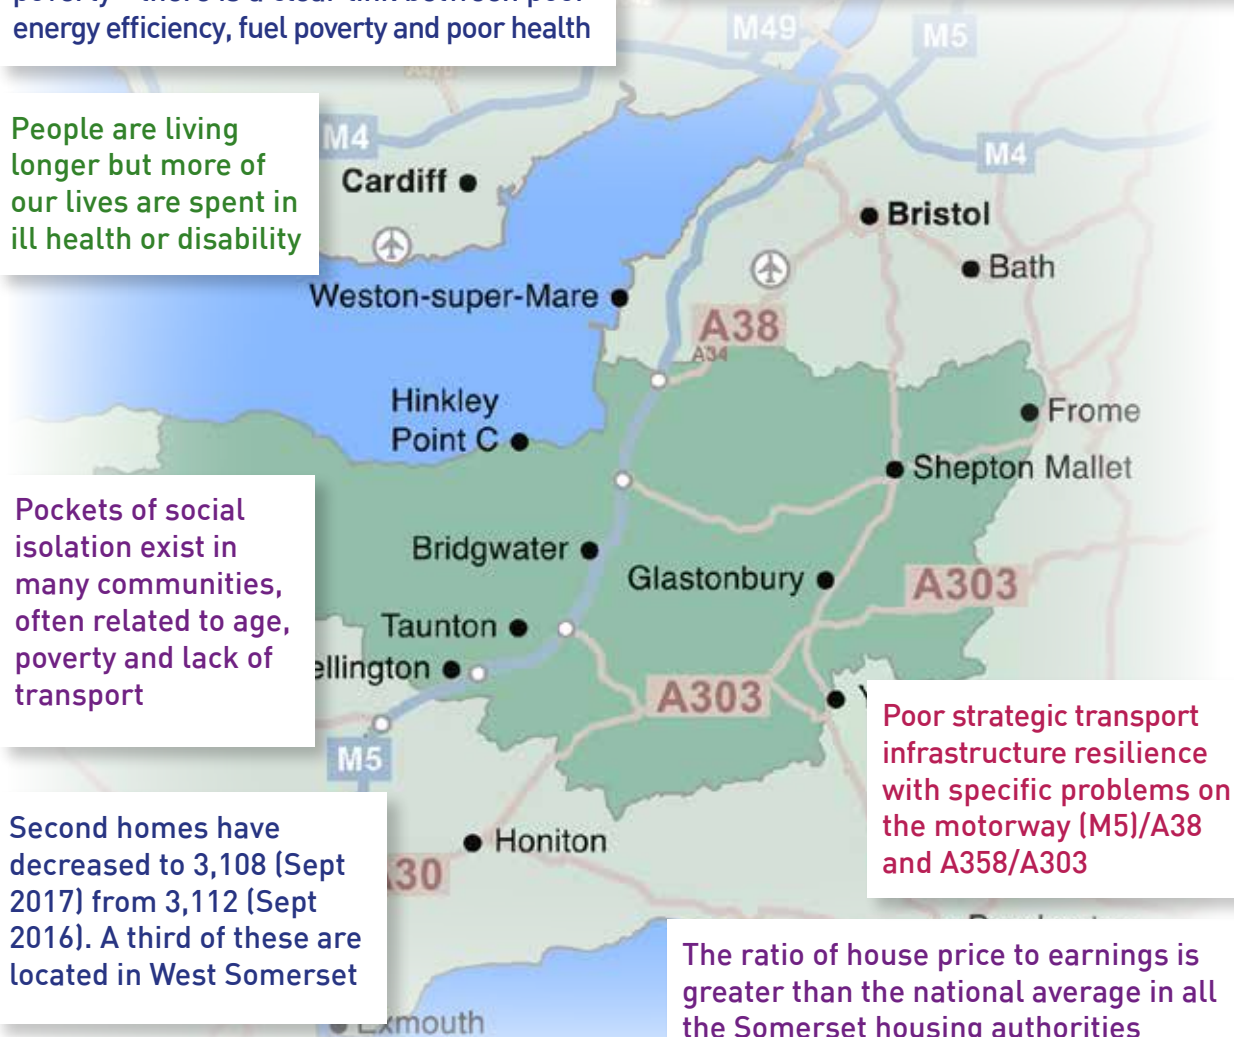 energy efficiency, fuel poverty and poor health
M49
M5
People are living
longer but more of
our lives are spent in
ill health or disability
M4
M4
Cardiff
Bristol
Bath
Weston-super-Mare
A38
A34
Hinkley
Point C
Frome
Shepton Mallet
Pockets of social
isolation exist in
many communities,
often related to age,
poverty and lack of
transport
Bridgwater
Glastonbury
A303
Taunton
ellington
A303
Poor strategic transport
infrastructure resilience
with specific problems on
the motorway (M5)/A38
and A358/A303
M5
Second homes have
decreased to 3,108 (Sept
2017) from 3,112 (Sept
2016). A third of these are
located in West Somerset
Honiton
A30
The ratio of house price to earnings is
greater than the national average in all
the Somerset housing authorities
Exmouth